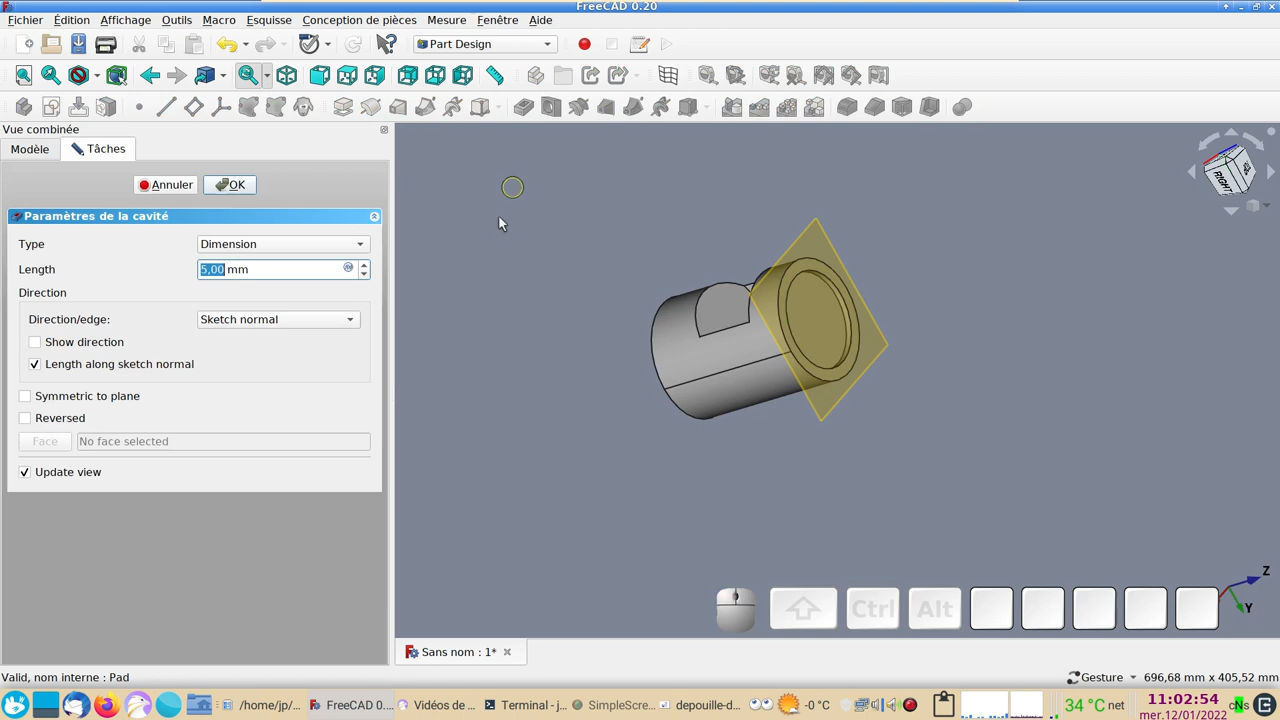 FreeCAD 0.20
Fichier Édition Affichage Outils Macro Esquisse Conception de pièces Mesure Fenêtre Aide
Part Design
Vue combinée
Modèle Tâches
Annuler OK
Paramètres de la cavité
Type Dimension
Length 5,00 mm
Direction
Direction/edge: Sketch normal
Show direction
Length along sketch normal
Symmetric to plane
Reversed
Face No face selected
Update view
RIGHT
Z
Y
Ctrl Alt
Sans nom : 1*
Valid, nom interne : Pad
Gesture 696,68 mm x 405,52 mm
/home/jp/... FreeCAD 0.... Vidéos de ... Terminal - j... SimpleScre... depouille-d... -0 °C 34 °C net 11:02:54 cNs
mer.12/01/2022